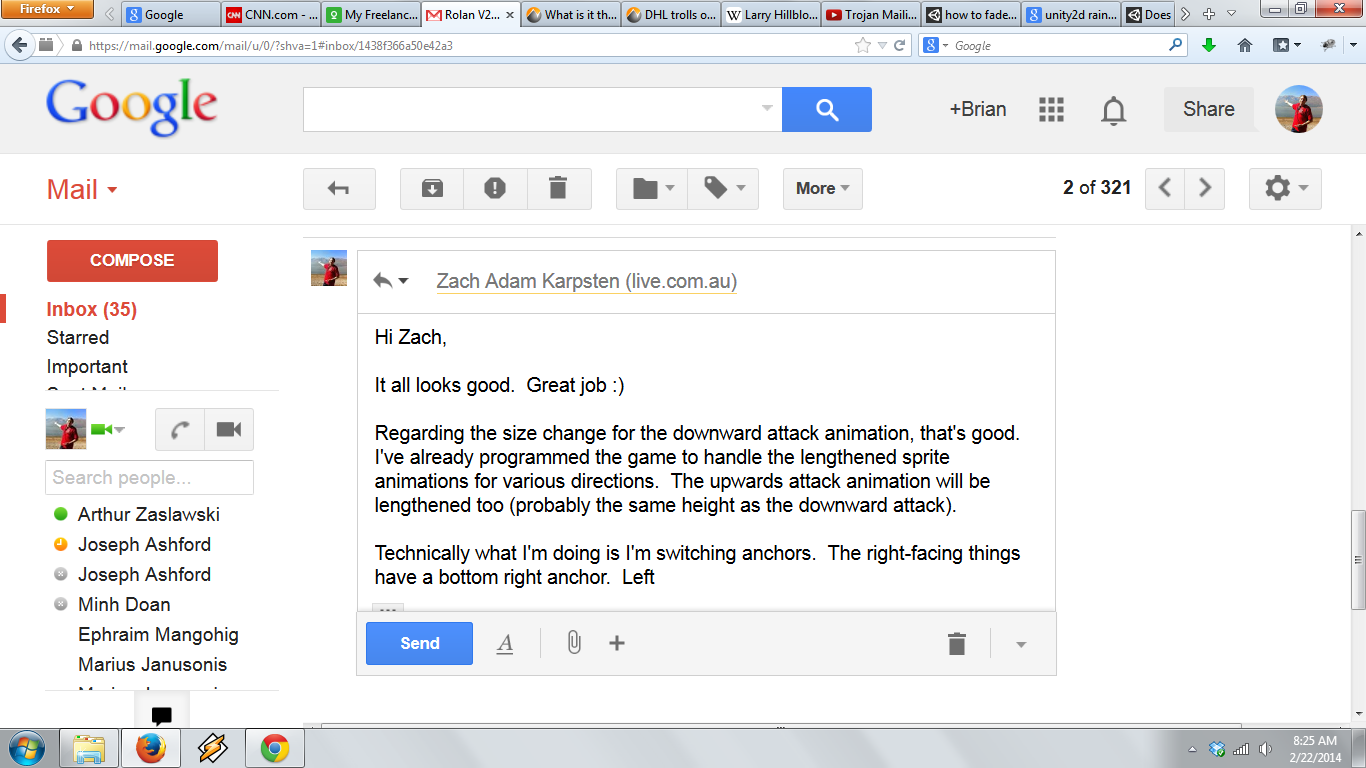 Firefox
Google
CNN.com - ...
My Freelanc...
Rolan V2...
What is it th...
DHL trolls o...
Larry Hillblo...
Trojan Maili...
how to fade...
unity2d rain...
Does
https://mail.google.com/mail/u/0/?shva=1#inbox/1438f366a50e42a3
Google
Google
+Brian
Share
Mail
More
2 of 321
COMPOSE
Inbox (35)
Starred
Important
Search people...
Arthur Zaslawski
Joseph Ashford
Joseph Ashford
Minh Doan
Ephraim Mangohig
Marius Janusonis
Zach Adam Karpsten (live.com.au)
Hi Zach,
It all looks good.  Great job :)
Regarding the size change for the downward attack animation, that's good.
I've already programmed the game to handle the lengthened sprite
animations for various directions.  The upwards attack animation will be
lengthened too (probably the same height as the downward attack).
Technically what I'm doing is I'm switching anchors.  The right-facing things
have a bottom right anchor.  Left
Send
8:25 AM
2/22/2014